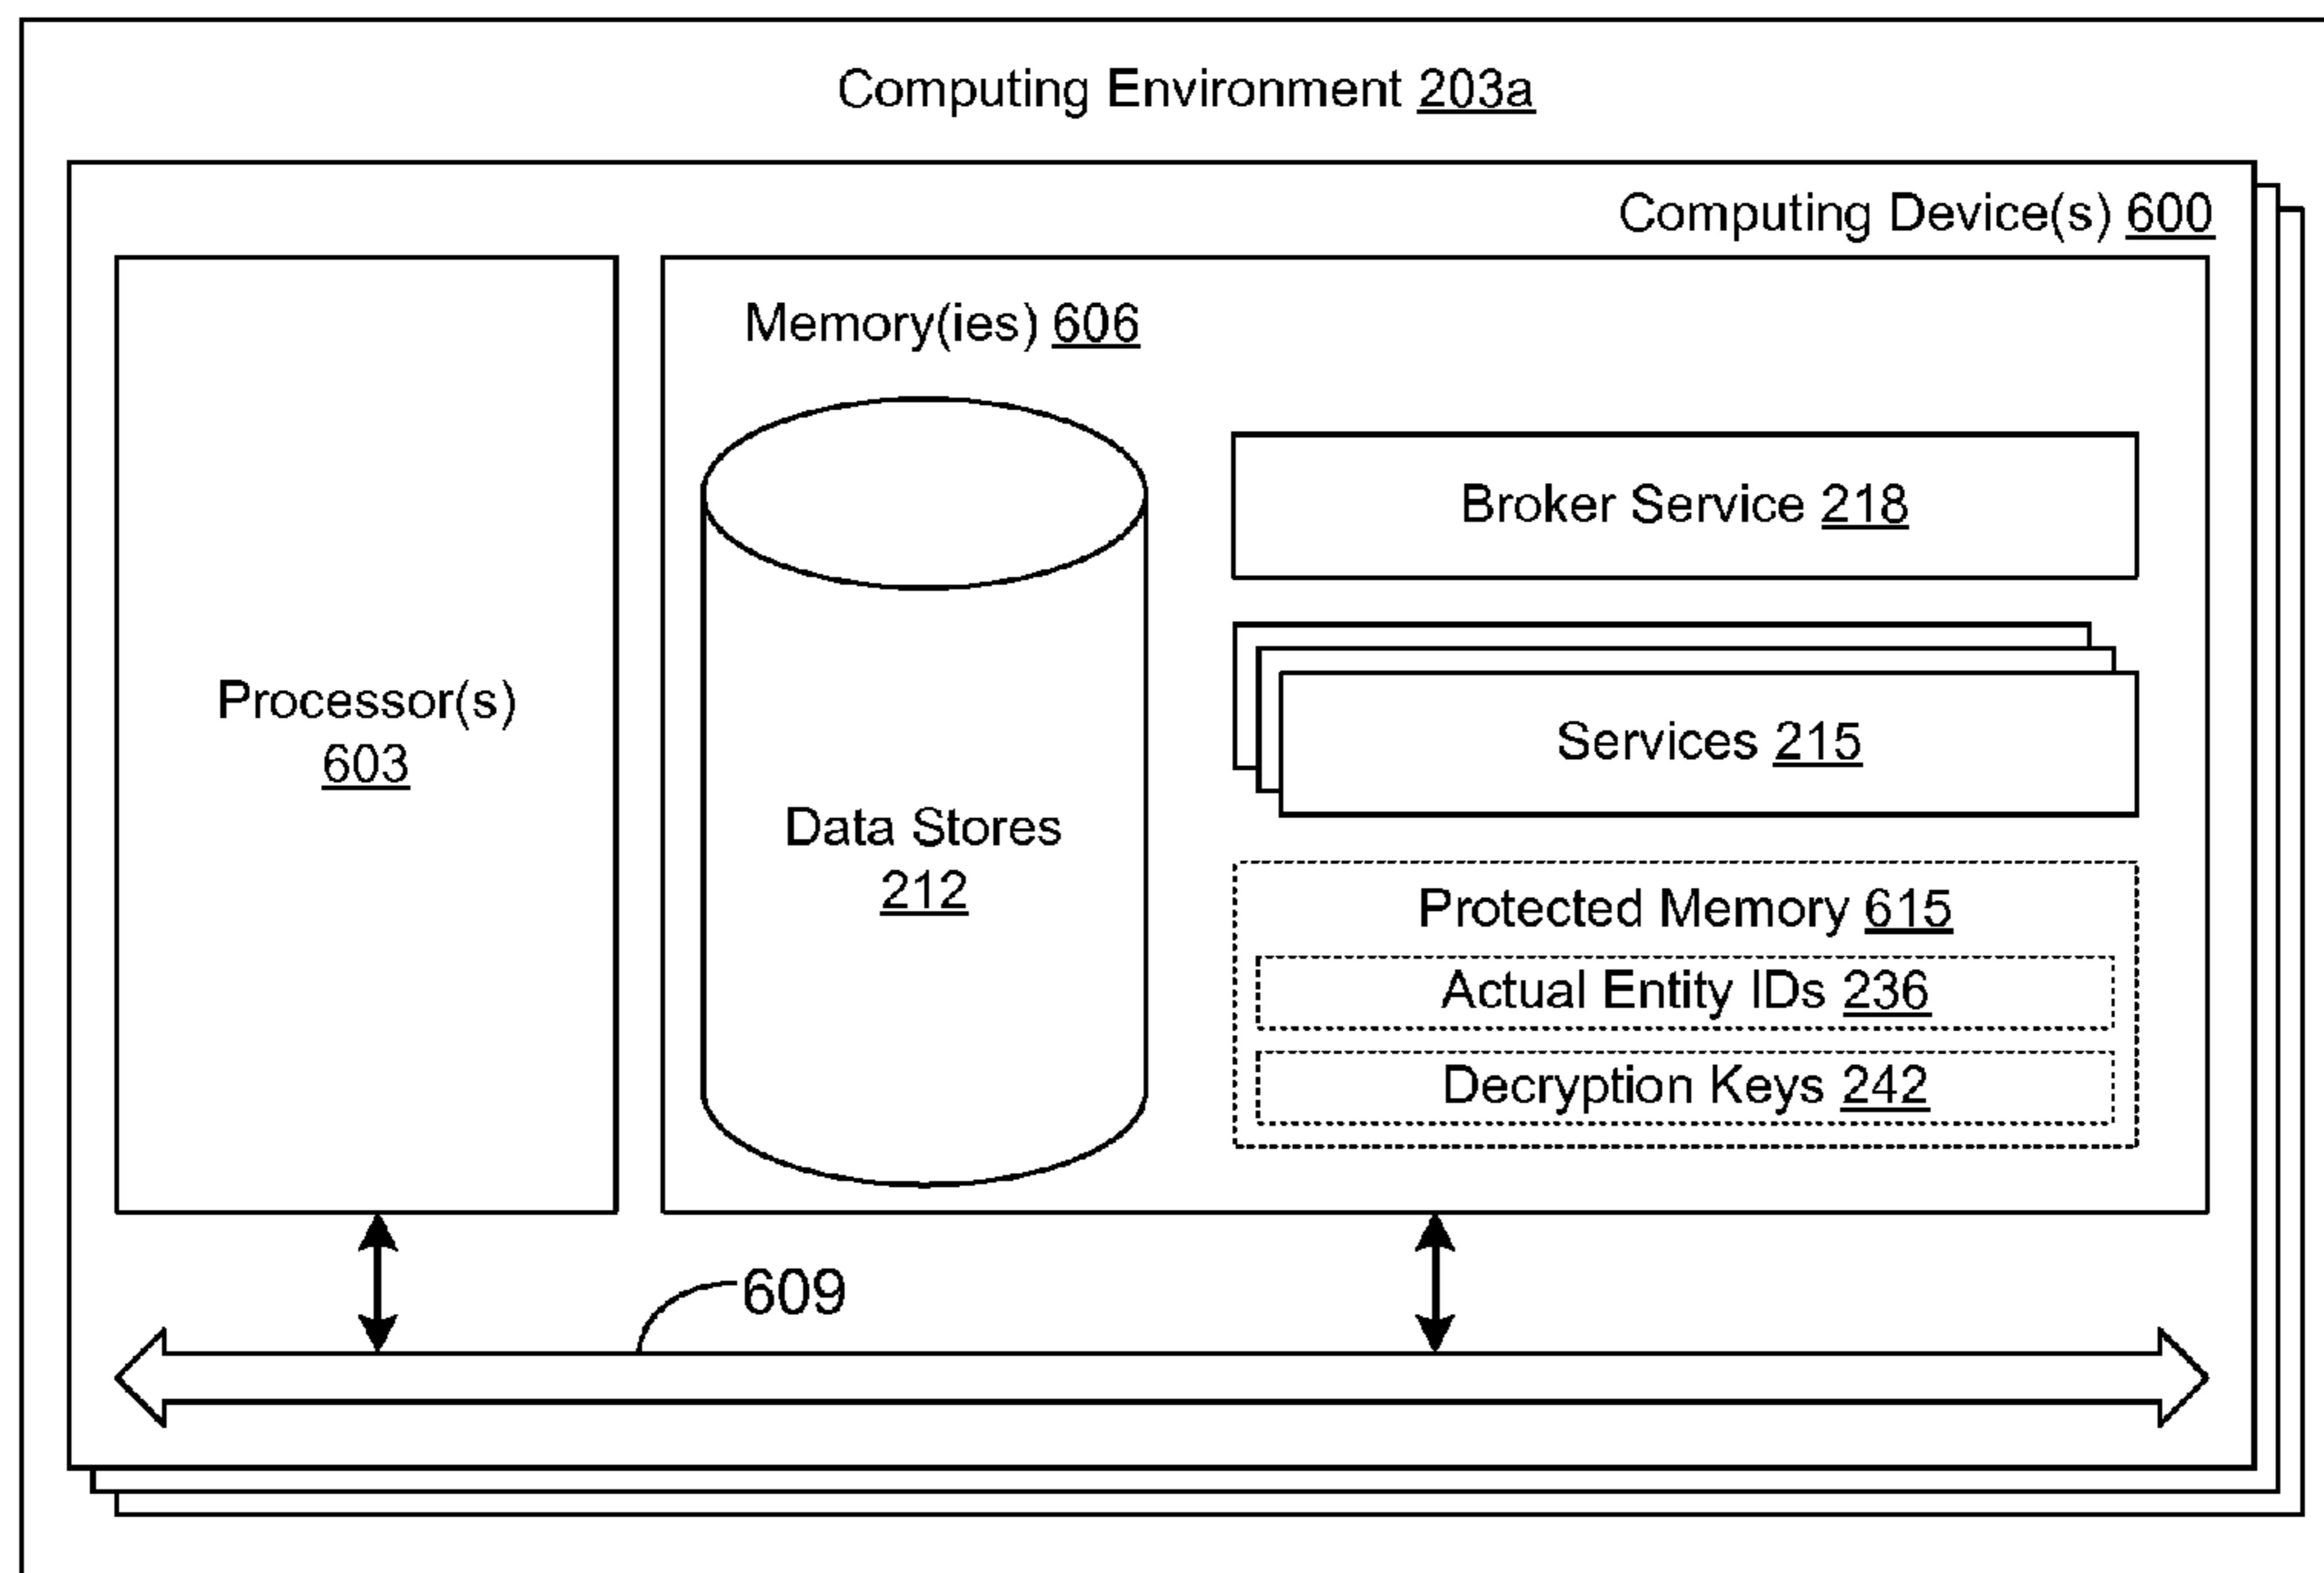 Computing Environment 203a
Computing Device(s) 600
Memory(ies) 606
Broker Service 218
Processor(s)
603
Services 215
Data Stores
212
Protected Memory 615
Actual Entity IDs 236
Decryption Keys 242
609